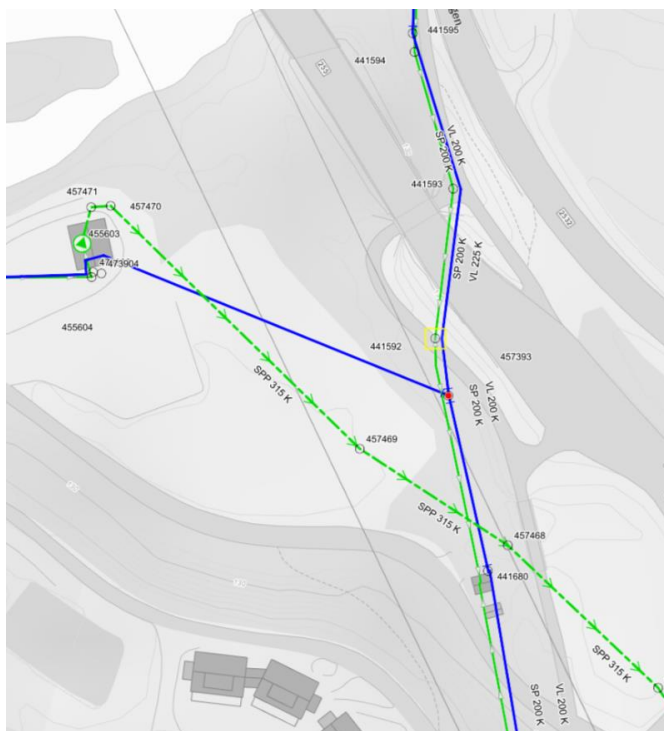 gen
441595
441594
VL 200 K
SP 200 K
441593
457471
457470
455603
473904
SP 200 K
VL 225 K
455604
441592
457393
VL 200 K
SP 200 K
SPP 315 K
457469
457468
SPP 315 K
441680
SPP 315 K
VL 200 K
SP 200 K